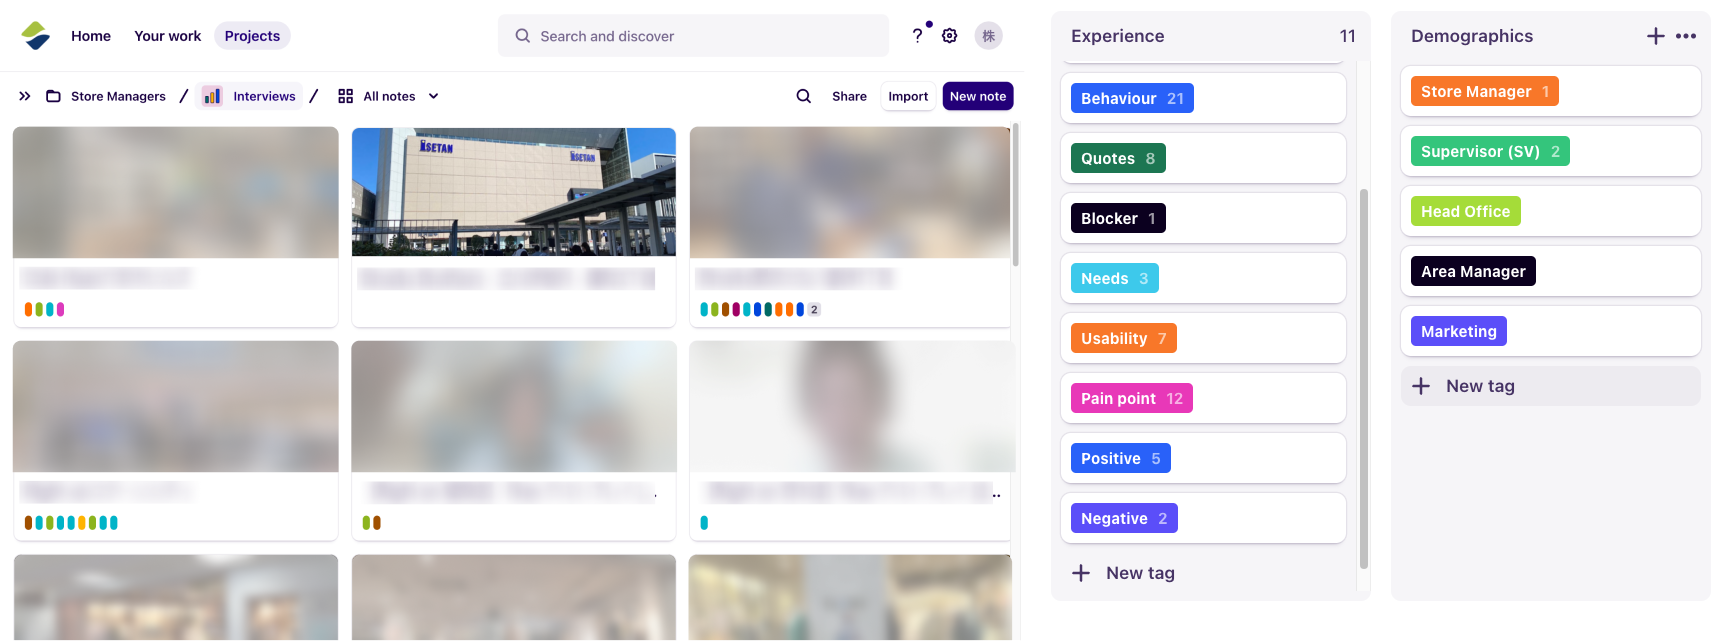 Home Your work Projects
Search and discover
?
株
Store Managers / Interviews / All notes
Share Import New note
ISETAN
ISETAN
2
Experience 11
Behaviour 21
Quotes 8
Blocker 1
Needs 3
Usability 7
Pain point 12
Positive 5
Negative 2
+ New tag
Demographics + •••
Store Manager 1
Supervisor (SV) 2
Head Office
Area Manager
Marketing
+ New tag